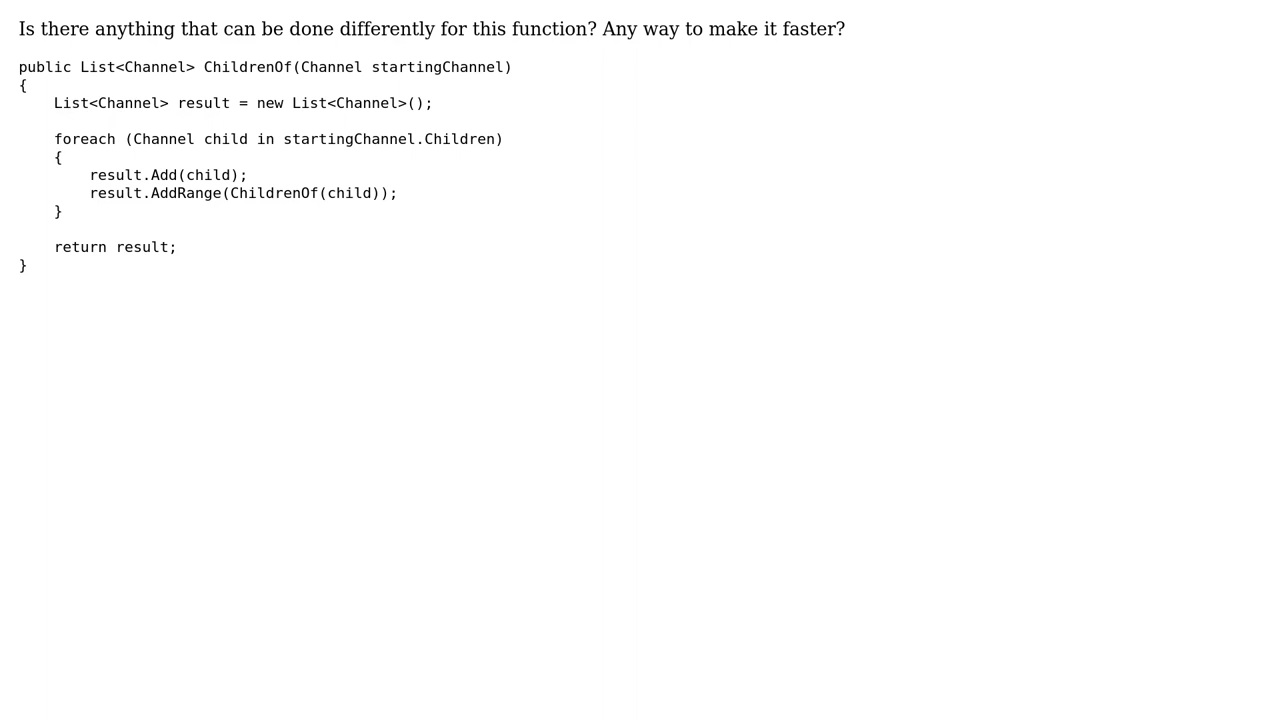 Is there anything that can be done differently for this function? Any way to make it faster?
public List<Channel> ChildrenOf(Channel startingChannel)
{
    List<Channel> result = new List<Channel>();
    foreach (Channel child in startingChannel.Children)
    {
        result.Add(child);
        result.AddRange(ChildrenOf(child));
    }
    return result;
}